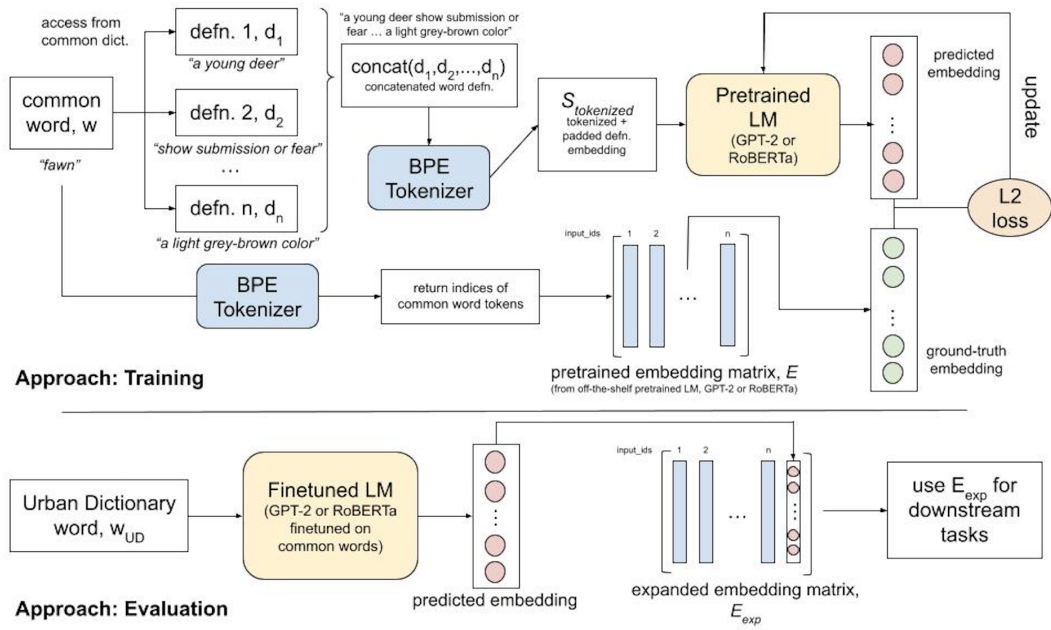 access from
common dict.
common
word, w
"fawn"
defn. 1, d1
"a young deer"
defn. 2, d2
"show submission or fear"
...
defn. n, dn
"a light grey-brown color"
"a young deer show submission or
fear ... a light grey-brown color"
concat(d1,d2,...,dn)
concatenated word defn.
BPE
Tokenizer
Stokenized
tokenized +
padded defn.
embedding
Pretrained
LM
(GPT-2 or
RoBERTa)
predicted
embedding
update
L2
loss
BPE
Tokenizer
return indices of
common word tokens
input_ids 1 2 n
...
pretrained embedding matrix, E
(from off-the-shelf pretrained LM, GPT-2 or RoBERTa)
ground-truth
embedding
Approach: Training
Urban Dictionary
word, wUD
Finetuned LM
(GPT-2 or RoBERTa
finetuned on
common words)
predicted embedding
input_ids 1 2 n
...
expanded embedding matrix,
Eexp
use Eexp for
downstream
tasks
Approach: Evaluation